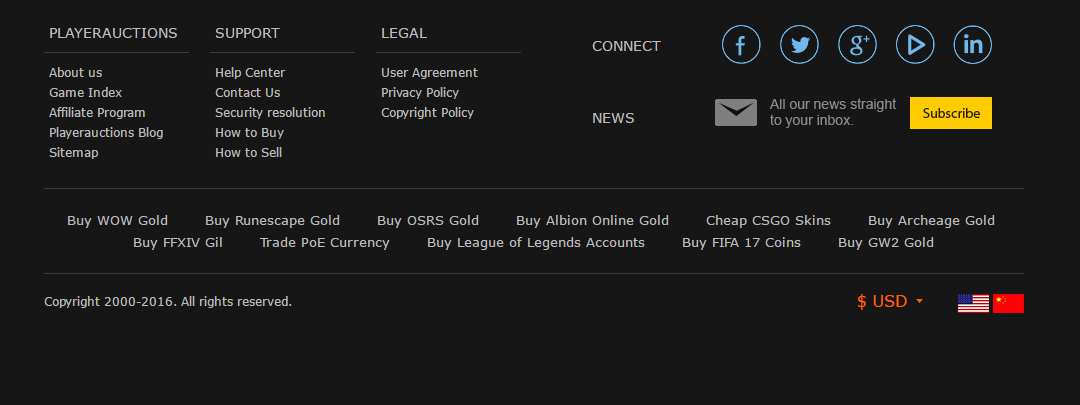 PLAYERAUCTIONS
About us
Game Index
Affiliate Program
Playerauctions Blog
Sitemap
SUPPORT
Help Center
Contact Us
Security resolution
How to Buy
How to Sell
LEGAL
User Agreement
Privacy Policy
Copyright Policy
CONNECT
f
g+
in
NEWS
All our news straight
to your inbox.
Subscribe
Buy WOW Gold Buy Runescape Gold Buy OSRS Gold Buy Albion Online Gold Cheap CSGO Skins Buy Archeage Gold
Buy FFXIV Gil Trade PoE Currency Buy League of Legends Accounts Buy FIFA 17 Coins Buy GW2 Gold
Copyright 2000-2016. All rights reserved.
$ USD